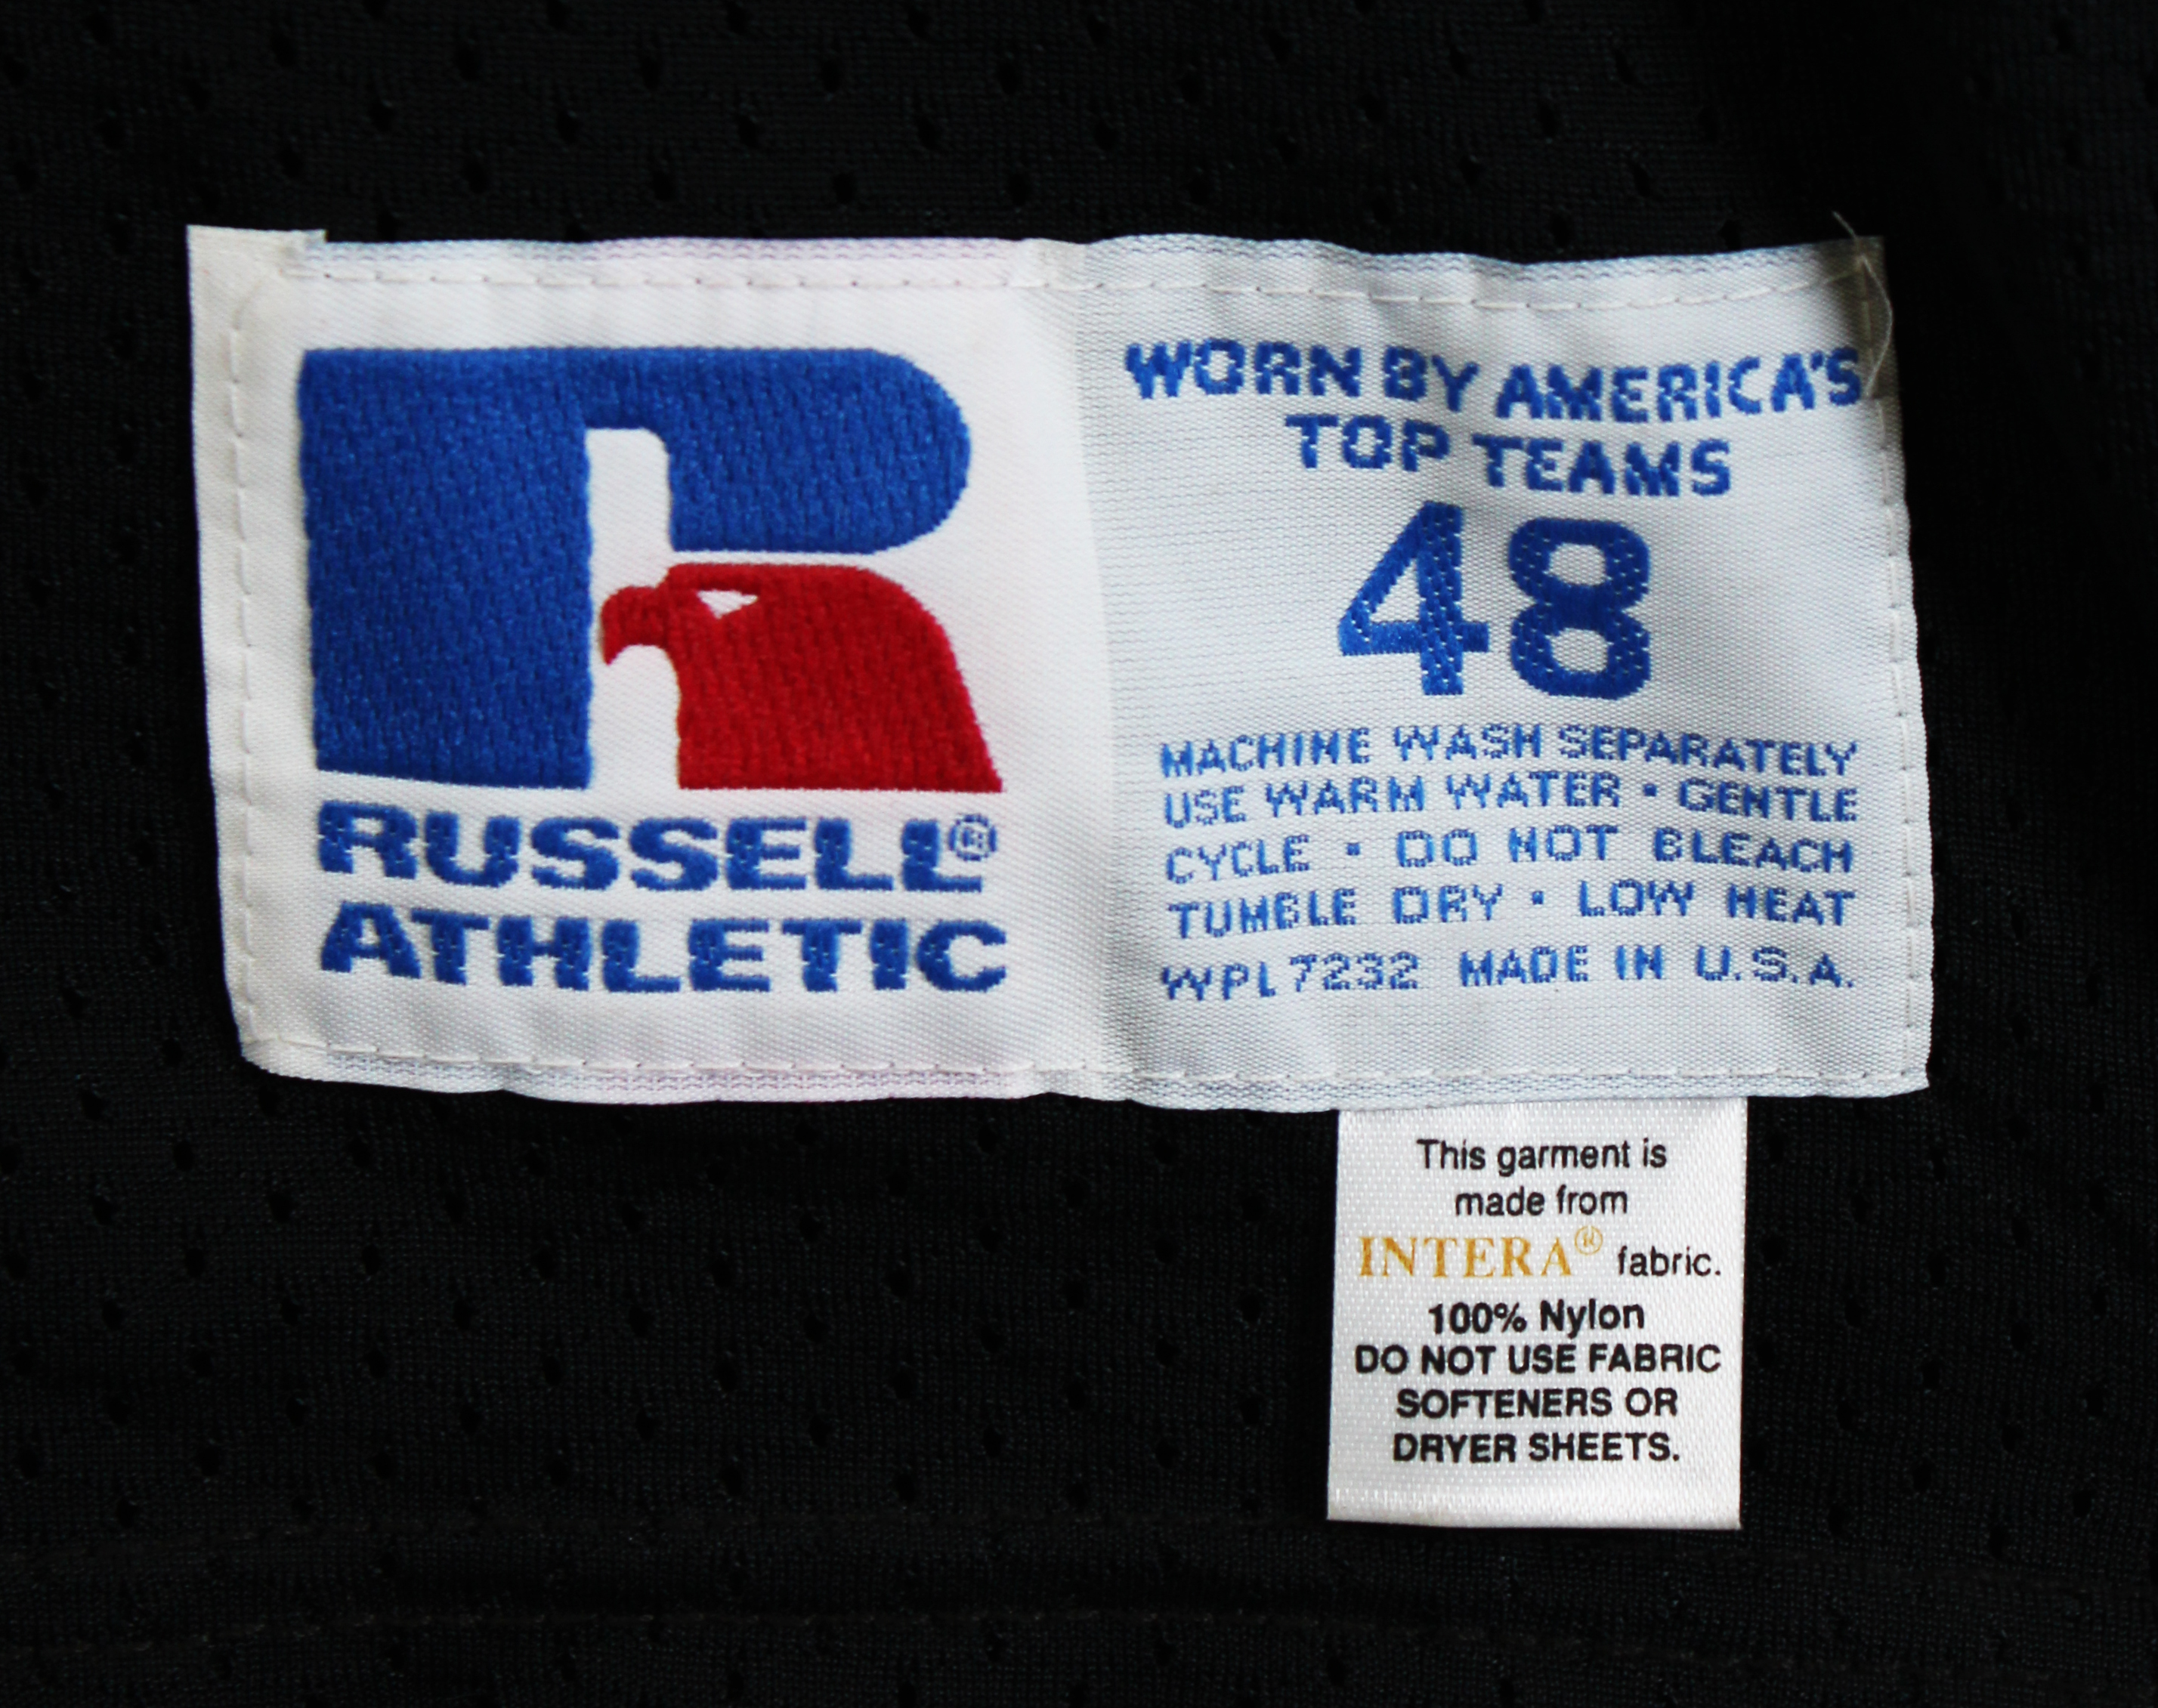 RUSSELL®
ATHLETIC
WORN BY AMERICA'S
TOP TEAMS
48
MACHINE WASH SEPARATELY
USE WARM WATER • GENTLE
CYCLE • DO NOT BLEACH
TUMBLE DRY • LOW HEAT
WPL 7232 MADE IN U.S.A.
This garment is
made from
INTERA® fabric.
100% Nylon
DO NOT USE FABRIC
SOFTENERS OR
DRYER SHEETS.